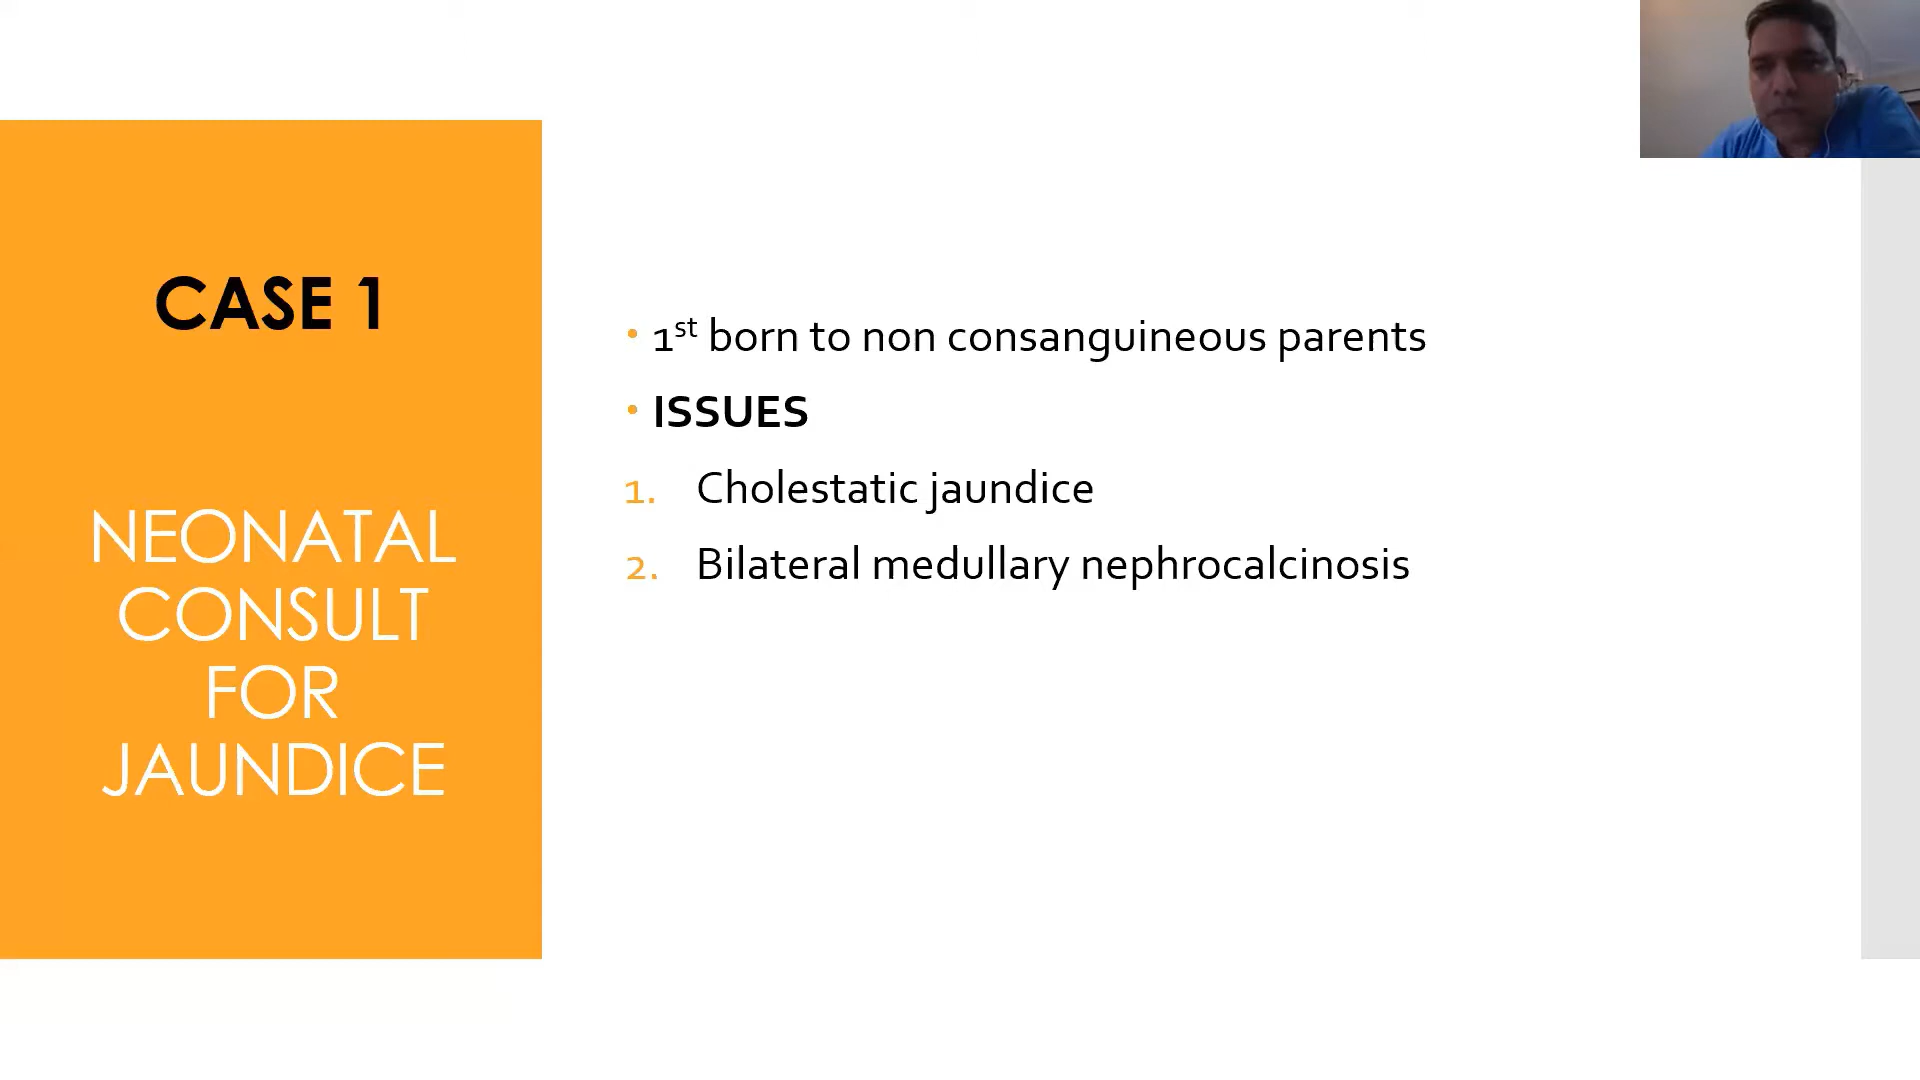 CASE 1
NEONATAL
CONSULT
FOR
JAUNDICE
• 1st born to non consanguineous parents
• ISSUES
1. Cholestatic jaundice
2. Bilateral medullary nephrocalcinosis